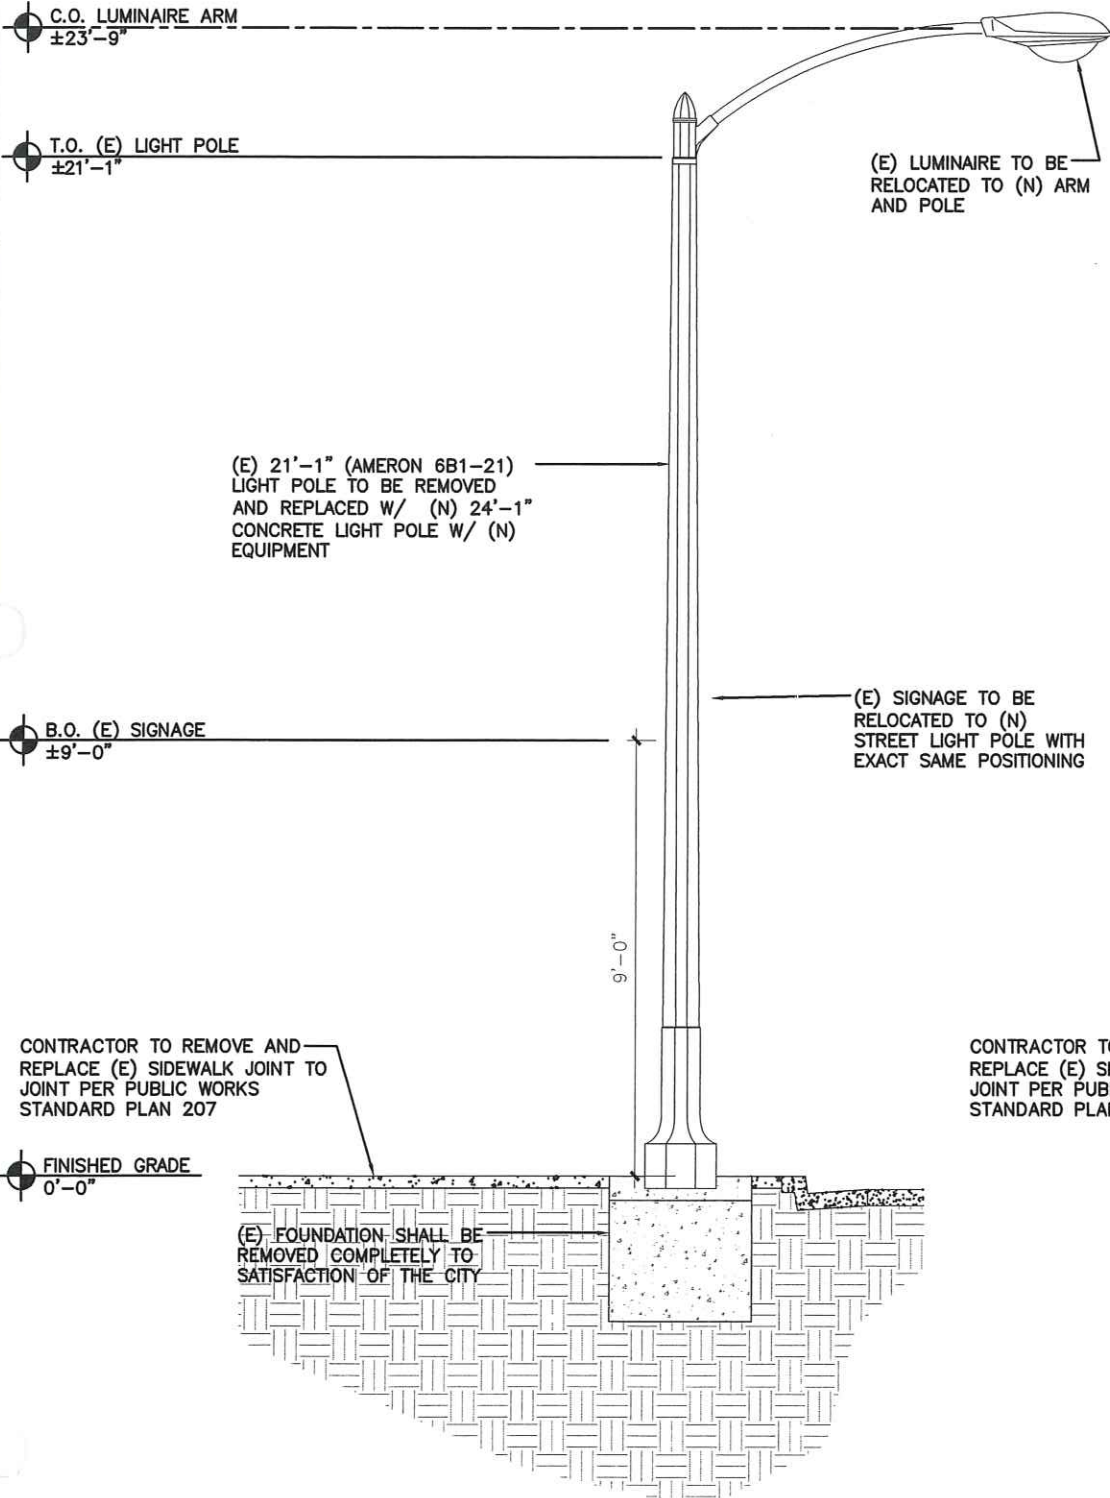 C.O. LUMINAIRE ARM
±23'-9"
T.O. (E) LIGHT POLE
±21'-1"
(E) LUMINAIRE TO BE
RELOCATED TO (N) ARM
AND POLE
(E) 21'-1" (AMERON 6B1-21)
LIGHT POLE TO BE REMOVED
AND REPLACED W/ (N) 24'-1"
CONCRETE LIGHT POLE W/ (N)
EQUIPMENT
(E) SIGNAGE TO BE
RELOCATED TO (N)
STREET LIGHT POLE WITH
EXACT SAME POSITIONING
B.O. (E) SIGNAGE
±9'-0"
9'-0"
CONTRACTOR TO REMOVE AND
REPLACE (E) SIDEWALK JOINT TO
JOINT PER PUBLIC WORKS
STANDARD PLAN 207
CONTRACTOR
REPLACE (E)
JOINT PER
STANDARD
FINISHED GRADE
0'-0"
(E) FOUNDATION SHALL BE
REMOVED COMPLETELY TO
SATISFACTION OF THE CITY